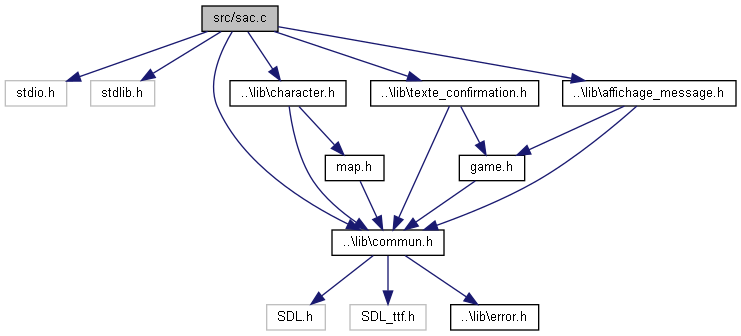 src/sac.c
stdio.h
stdlib.h
..\lib\character.h
..\lib\texte_confirmation.h
..\lib\affichage_message.h
map.h
game.h
..\lib\commun.h
SDL.h
SDL_ttf.h
..\lib\error.h